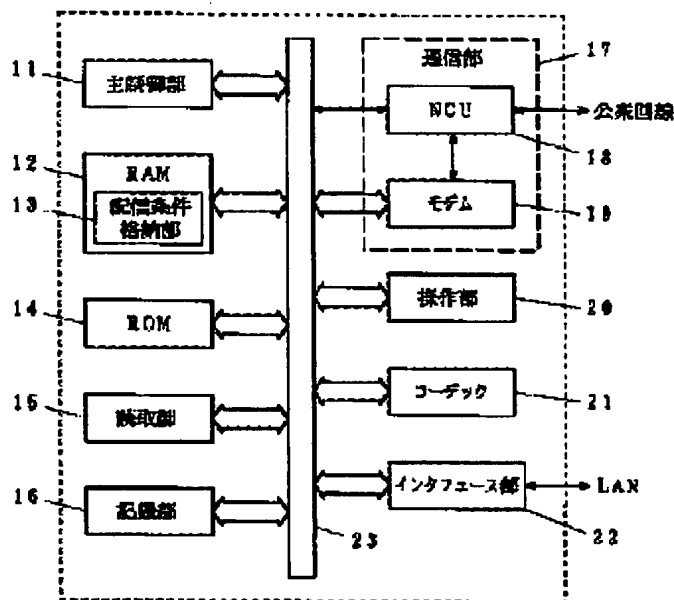 11
主制御部
12
RAM
13
配信条件
格納部
14
ROM
15
読取部
16
記録部
通信部
17
NCU
公衆回線
18
モデム
19
操作部
20
コーデック
21
インタフェース部
LAN
22
23